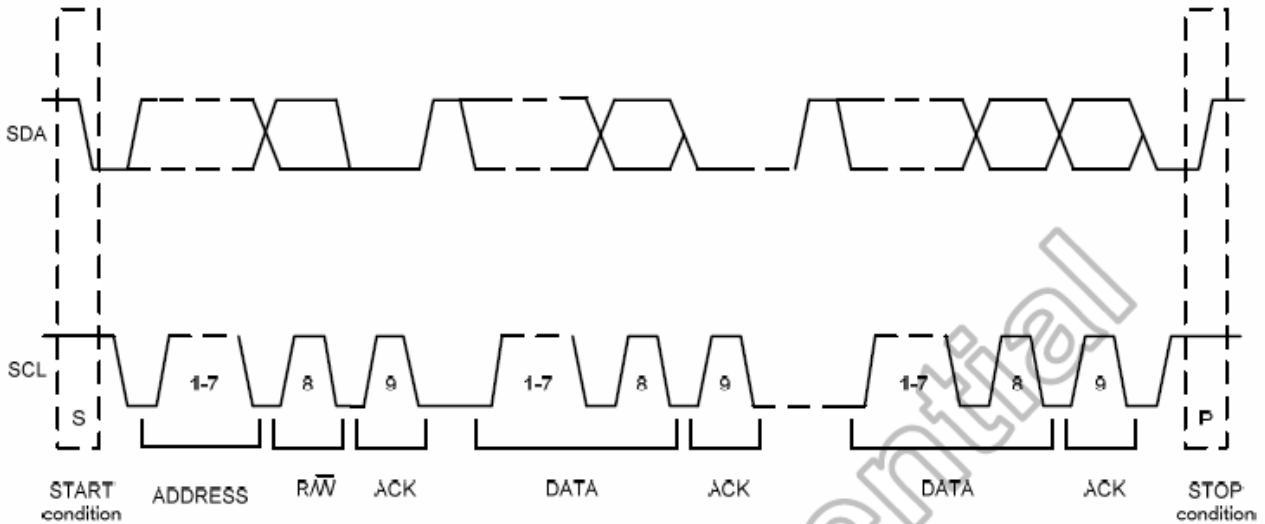 SDA
SCL
1-7 8 9 1-7 8 9 1-7 8 9
S P
START condition
ADDRESS R/W̅ ACK DATA ACK DATA ACK
STOP condition
ential